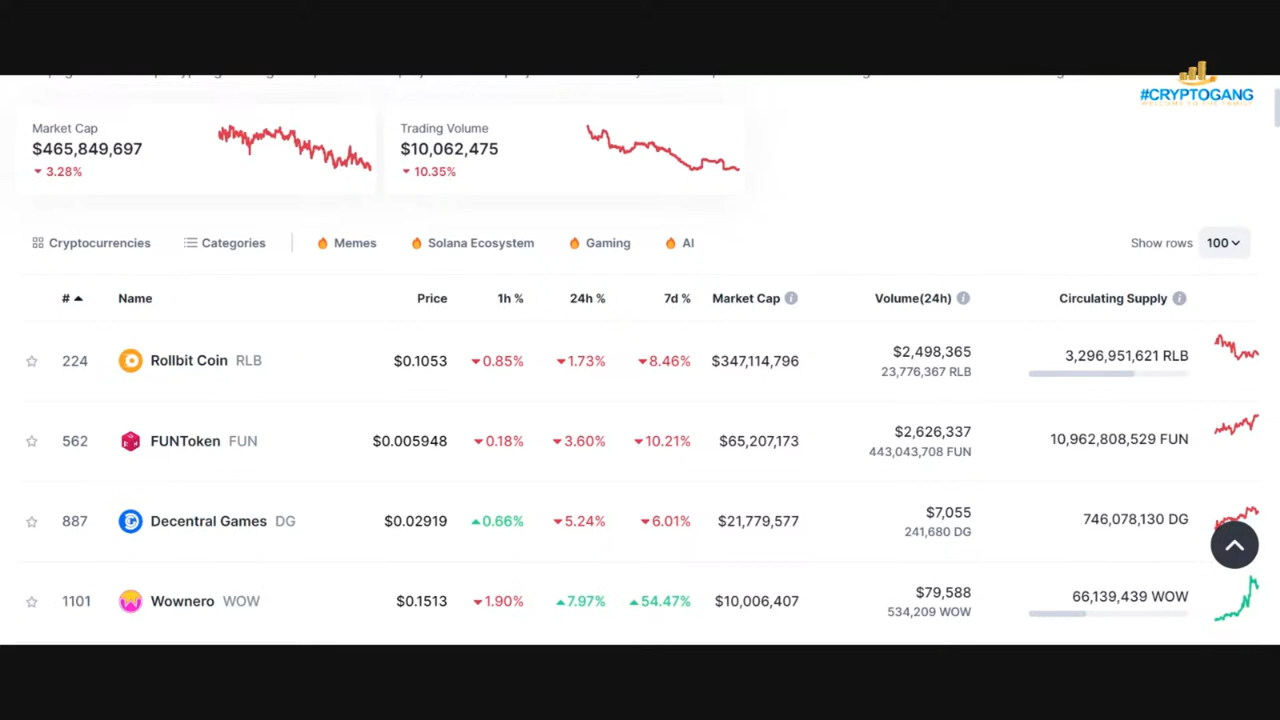 #CRYPTOGANG
WELCOME TO THE FAMILY
Market Cap
$465,849,697
3.28%
Trading Volume
$10,062,475
10.35%
Cryptocurrencies Categories Memes Solana Ecosystem Gaming AI Show rows 100
# Name Price 1h % 24h % 7d % Market Cap Volume(24h) Circulating Supply
224 Rollbit Coin RLB $0.1053 0.85% 1.73% 8.46% $347,114,796 $2,498,365 3,296,951,621 RLB
23,776,367 RLB
562 FUNToken FUN $0.005948 0.18% 3.60% 10.21% $65,207,173 $2,626,337 10,962,808,529 FUN
443,043,708 FUN
887 Decentral Games DG $0.02919 0.66% 5.24% 6.01% $21,779,577 $7,055 746,078,130 DG
241,680 DG
1101 Wownero WOW $0.1513 1.90% 7.97% 54.47% $10,006,407 $79,588 66,139,439 WOW
534,209 WOW